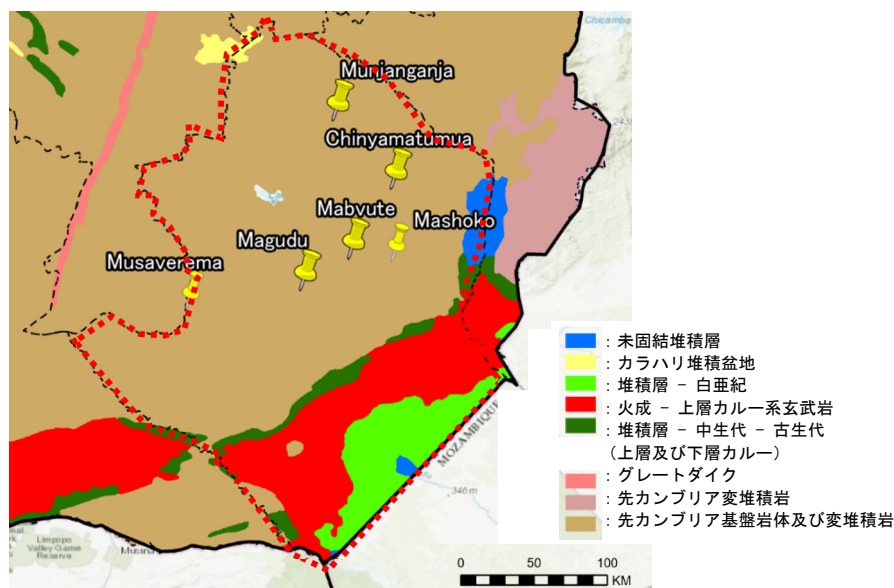 Chicamba
Munjanganja
2438
Chinyamatumua
Mabvute
Mashoko
Magudu
Musaverema
MOZAMBIQUE
346 m
Limpopo
Valley Game
Reserve
Musina
: 未固結堆積層
: カラハリ堆積盆地
: 堆積層 - 白亜紀
: 火成 - 上層カルー系玄武岩
: 堆積層 - 中生代 - 古生代
(上層及び下層カルー)
: グレートダイク
: 先カンブリア変堆積岩
: 先カンブリア基盤岩体及び変堆積岩
0 50 100
KM